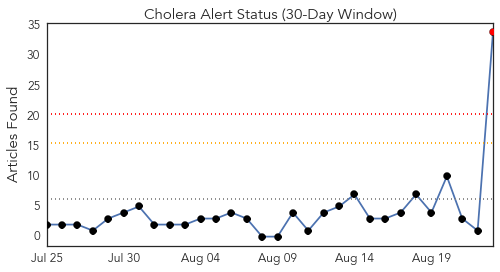 Cholera Alert Status (30-Day Window)
Articles Found
35
30
25
20
15
10
5
0
Jul 25 Jul 30 Aug 04 Aug 09 Aug 14 Aug 19